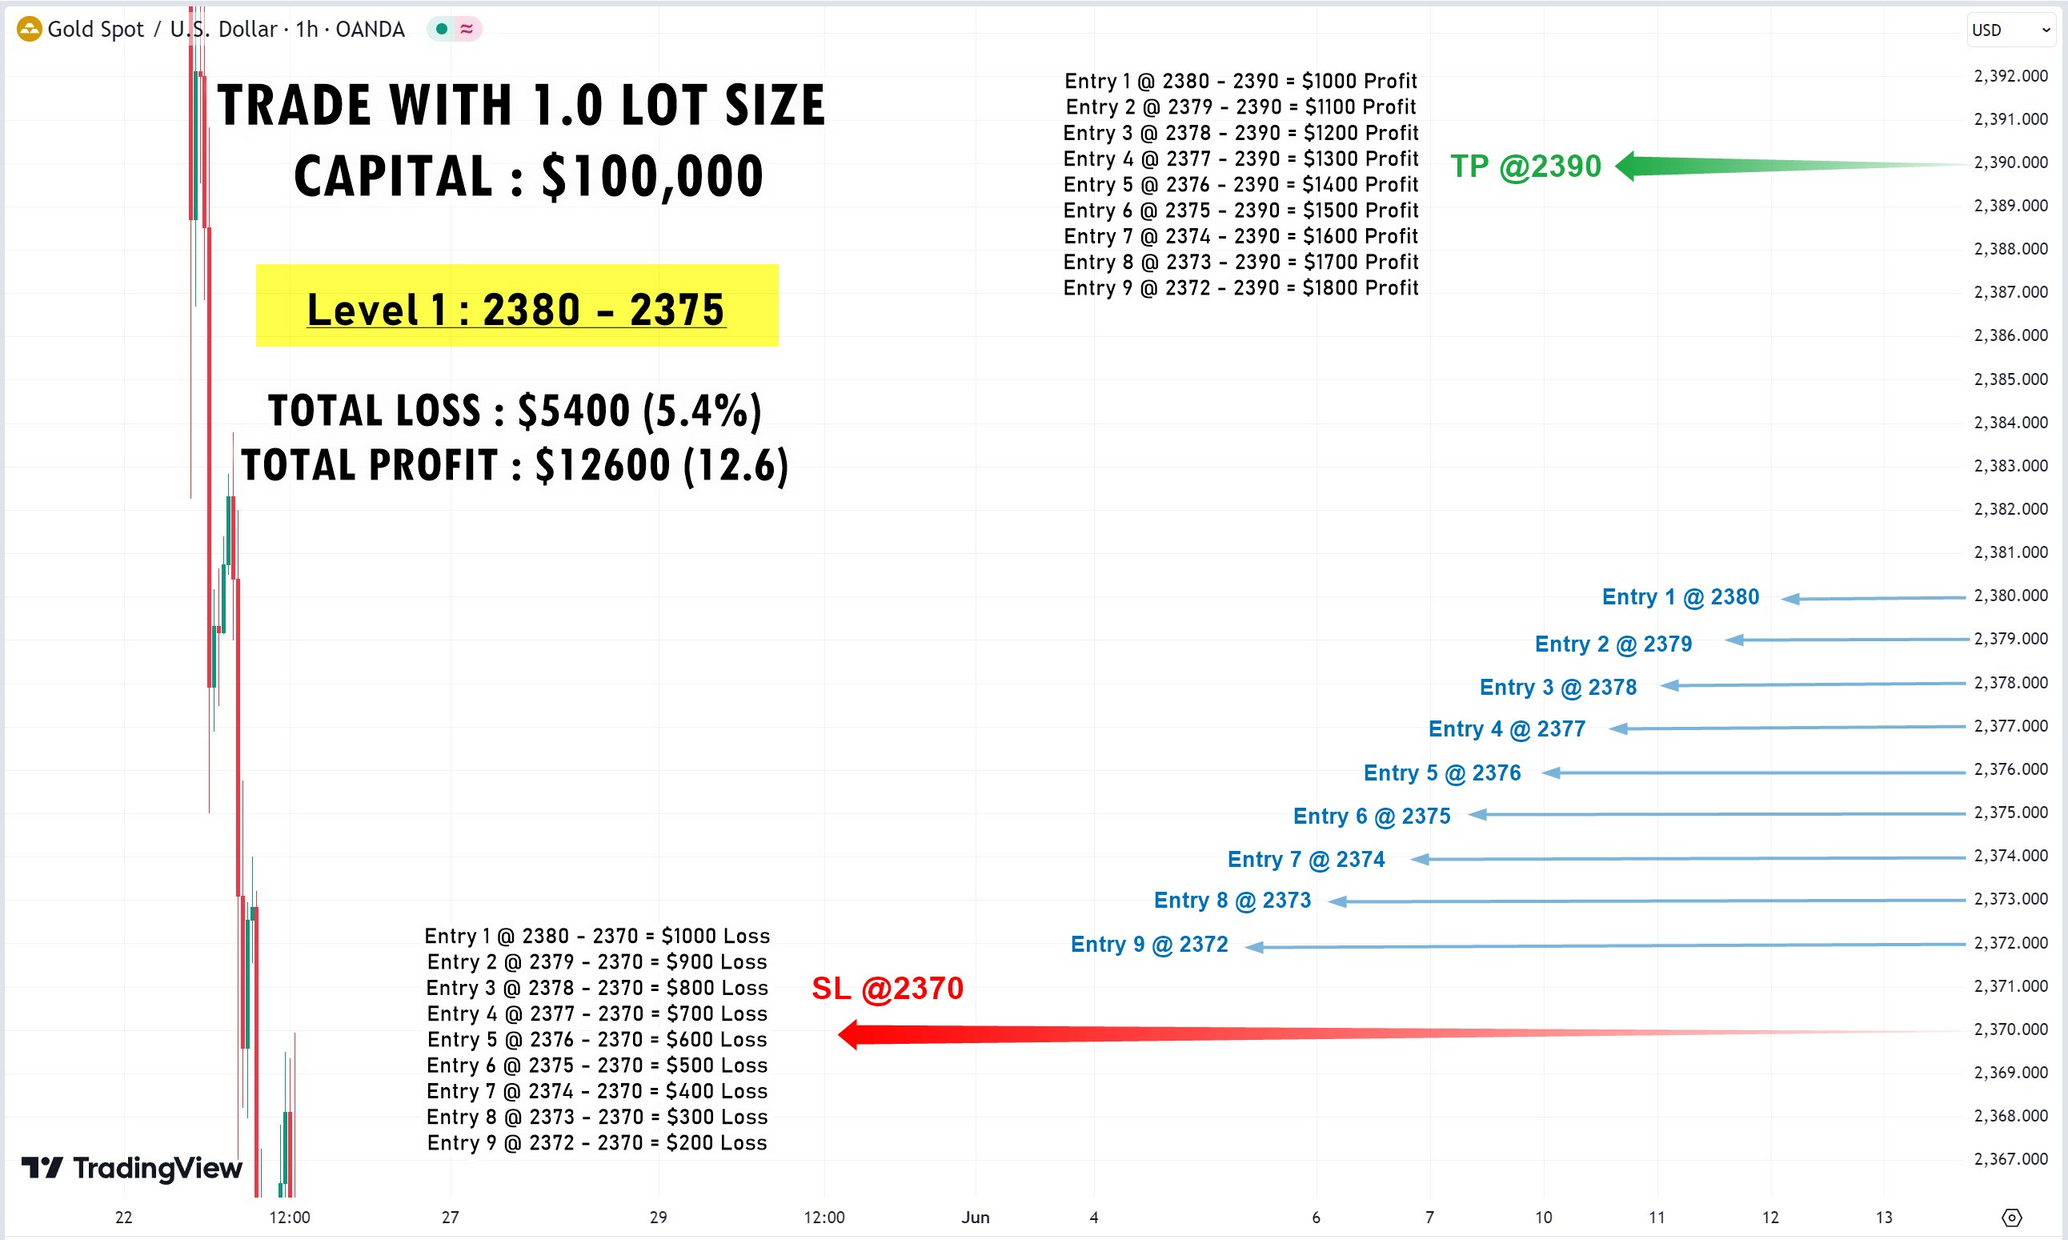 Gold Spot / U.S. Dollar · 1h · OANDA
≈
USD
TRADE WITH 1.0 LOT SIZE
CAPITAL : $100,000
Level 1 : 2380 - 2375
TOTAL LOSS : $5400 (5.4%)
TOTAL PROFIT : $12600 (12.6)
Entry 1 @ 2380 - 2390 = $1000 Profit
Entry 2 @ 2379 - 2390 = $1100 Profit
Entry 3 @ 2378 - 2390 = $1200 Profit
Entry 4 @ 2377 - 2390 = $1300 Profit
Entry 5 @ 2376 - 2390 = $1400 Profit
Entry 6 @ 2375 - 2390 = $1500 Profit
Entry 7 @ 2374 - 2390 = $1600 Profit
Entry 8 @ 2373 - 2390 = $1700 Profit
Entry 9 @ 2372 - 2390 = $1800 Profit
TP @2390
Entry 1 @ 2380
Entry 2 @ 2379
Entry 3 @ 2378
Entry 4 @ 2377
Entry 5 @ 2376
Entry 6 @ 2375
Entry 7 @ 2374
Entry 8 @ 2373
Entry 9 @ 2372
Entry 1 @ 2380 - 2370 = $1000 Loss
Entry 2 @ 2379 - 2370 = $900 Loss
Entry 3 @ 2378 - 2370 = $800 Loss
Entry 4 @ 2377 - 2370 = $700 Loss
Entry 5 @ 2376 - 2370 = $600 Loss
Entry 6 @ 2375 - 2370 = $500 Loss
Entry 7 @ 2374 - 2370 = $400 Loss
Entry 8 @ 2373 - 2370 = $300 Loss
Entry 9 @ 2372 - 2370 = $200 Loss
SL @2370
2,392.000
2,391.000
2,390.000
2,389.000
2,388.000
2,387.000
2,386.000
2,385.000
2,384.000
2,383.000
2,382.000
2,381.000
2,380.000
2,379.000
2,378.000
2,377.000
2,376.000
2,375.000
2,374.000
2,373.000
2,372.000
2,371.000
2,370.000
2,369.000
2,368.000
2,367.000
TradingView
22 12:00 27 29 12:00 Jun 4 6 7 10 11 12 13